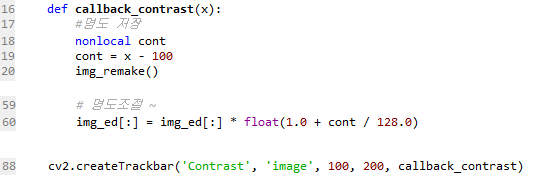 16 def callback_contrast(x):
17 #명도 저장
18 nonlocal cont
19 cont = x - 100
20 img_remake()
59 # 명도조절 ~
60 img_ed[:] = img_ed[:] * float(1.0 + cont / 128.0)
88 cv2.createTrackbar('Contrast', 'image', 100, 200, callback_contrast)